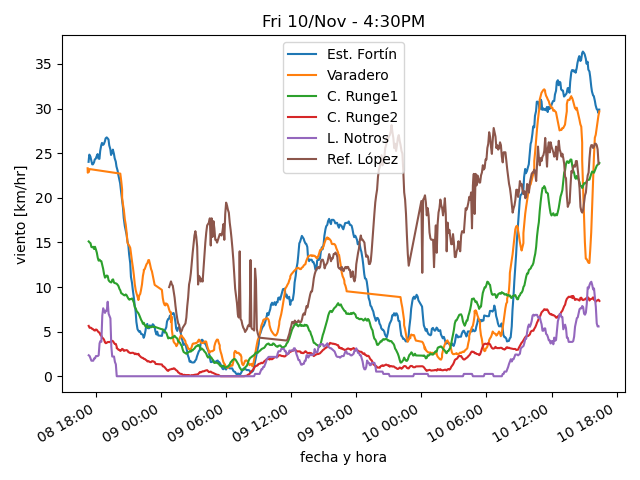 Fri 10/Nov - 4:30PM
Est. Fortín
Varadero
C. Runge1
C. Runge2
L. Notros
Ref. López
viento [km/hr]
35
30
25
20
15
10
5
0
08 18:00
09 00:00
09 06:00
09 12:00
09 18:00
10 00:00
10 06:00
10 12:00
10 18:00
fecha y hora